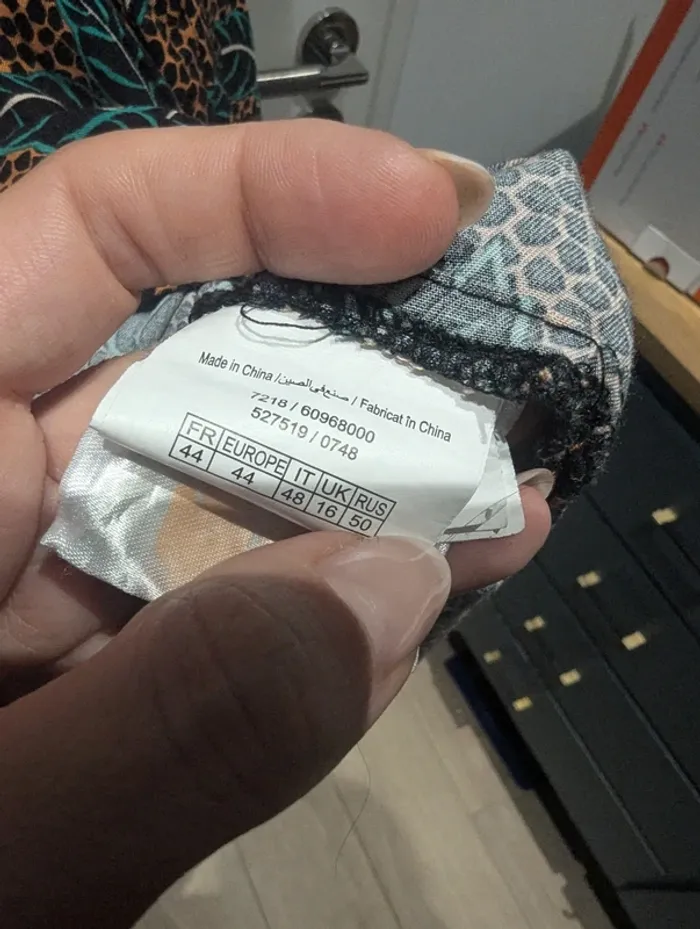 Made in China / صنع في الصين / Fabricat în China
7218 / 60968000
527519 / 0748
FR EUROPE IT UK RUS
44 44 48 16 50